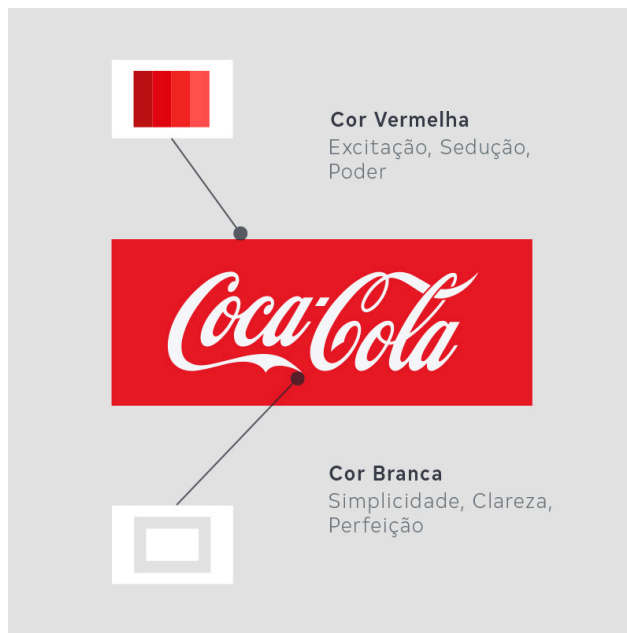 Cor Vermelha
Excitação, Sedução,
Poder
Coca-Cola
Cor Branca
Simplicidade, Clareza,
Perfeição